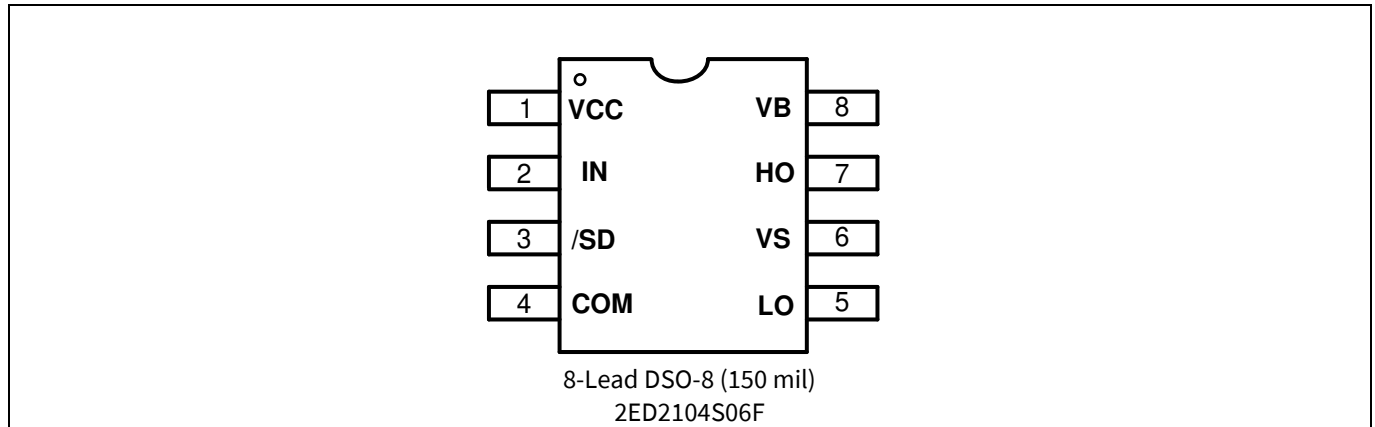 1 VCC VB 8
2 IN HO 7
3 /SD VS 6
4 COM LO 5
8-Lead DSO-8 (150 mil)
2ED2104S06F